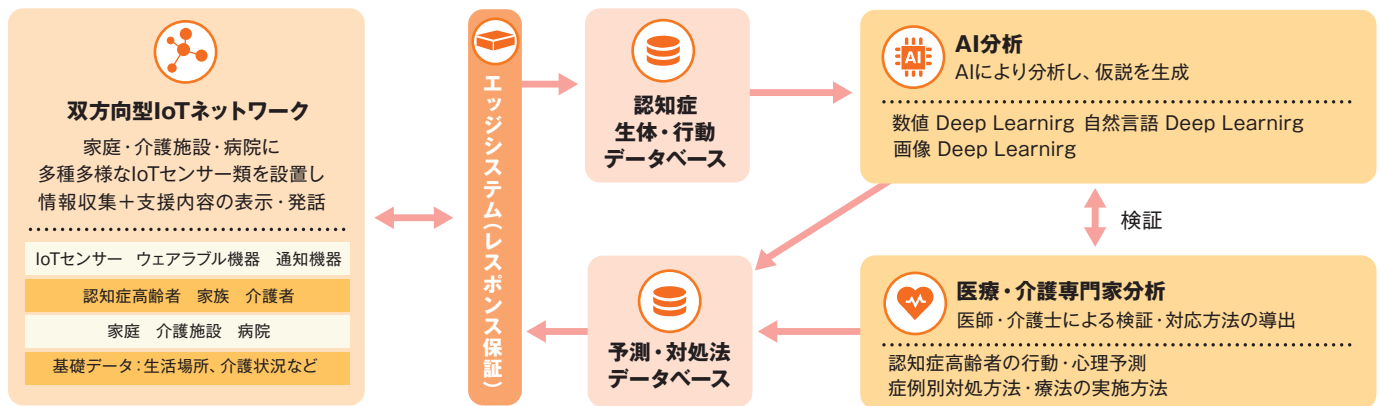 双方向型IoTネットワーク
家庭・介護施設・病院に
多種多様なIoTセンサー類を設置し
情報収集＋支援内容の表示・発話
IoTセンサー　ウェアラブル機器　通知機器
認知症高齢者　家族　介護者
家庭　介護施設　病院
基礎データ：生活場所、介護状況など
エッジシステム（レスポンス保証）
認知症
生体・行動
データベース
AI
AI分析
AIにより分析し、仮説を生成
数値 Deep Learnirg 自然言語 Deep Learnirg
画像 Deep Learnirg
検証
予測・対処法
データベース
医療・介護専門家分析
医師・介護士による検証・対応方法の導出
認知症高齢者の行動・心理予測
症例別対処方法・療法の実施方法